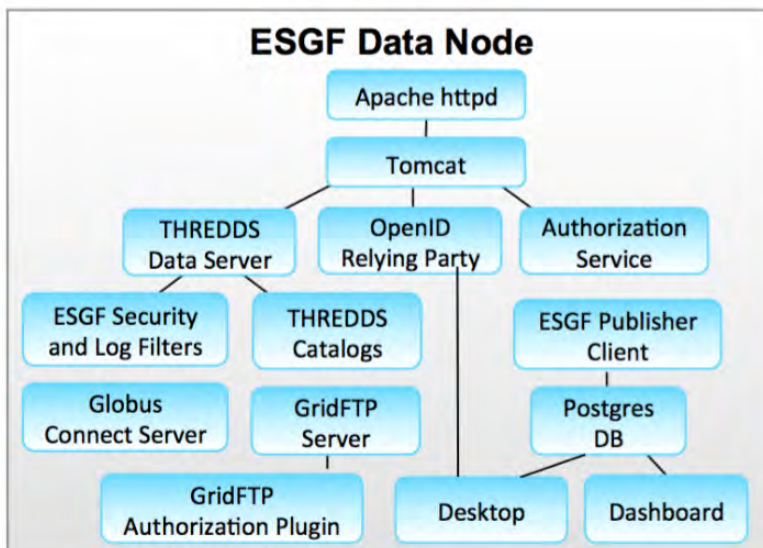 ESGF Data Node
Apache httpd
Tomcat
THREDDS
Data Server
OpenID
Relying Party
Authorization
Service
ESGF Security
and Log Filters
THREDDS
Catalogs
ESGF Publisher
Client
Globus
Connect Server
GridFTP
Server
Postgres
DB
GridFTP
Authorization Plugin
Desktop
Dashboard